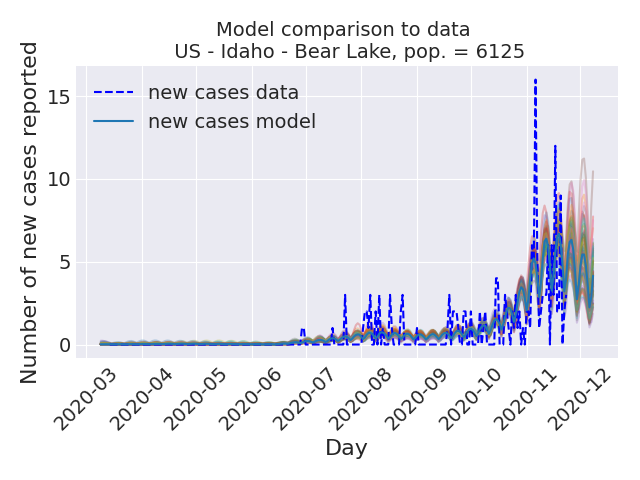 Model comparison to data
US - Idaho - Bear Lake, pop. = 6125
Number of new cases reported
15
10
5
0
new cases data
new cases model
2020-03
2020-04
2020-05
2020-06
2020-07
2020-08
2020-09
2020-10
2020-11
2020-12
Day